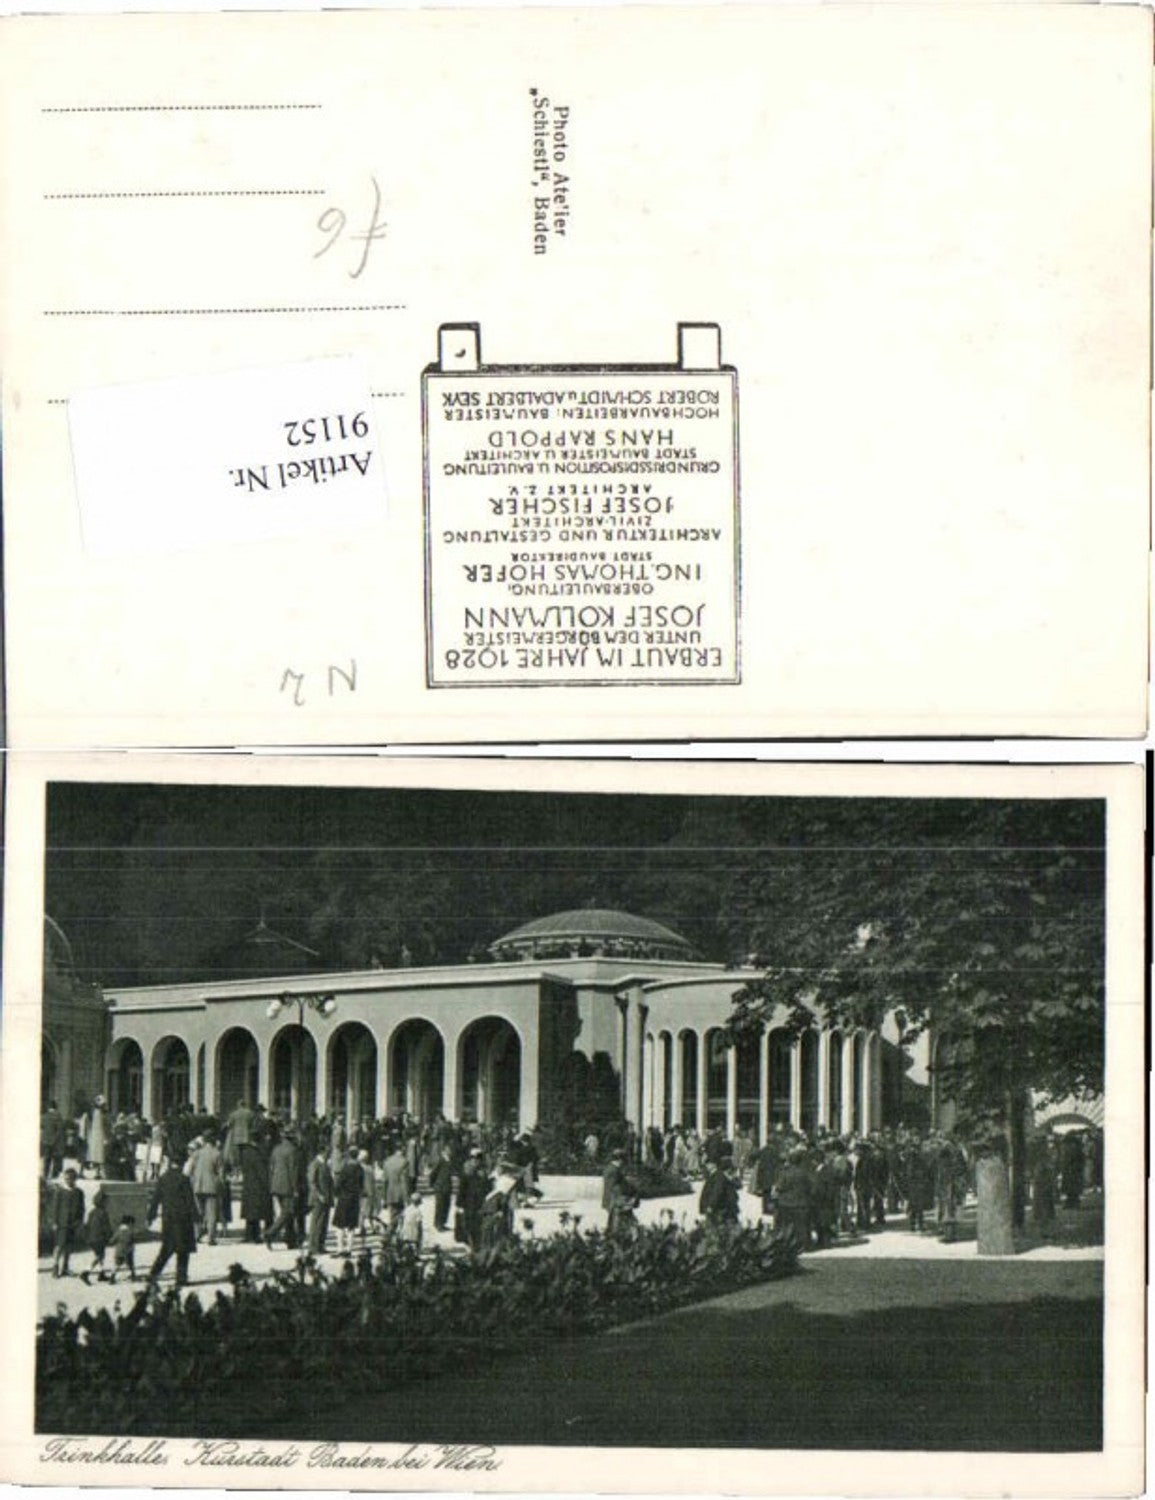 Photo Atelier
„Schiestl“, Baden
ERBAUT IM JAHRE 1928
UNTER DEM BÜRGERMEISTER
JOSEF KOLLMANN
OBERBAULEITUNG:
ING. THOMAS HOFER
STADT BAUDIREKTOR
ARCHITEKTUR UND GESTALTUNG
ZIVIL-ARCHITEKT
JOSEF FISCHER
ARCHITEKT Z.V.
GRUNDRISSDISPOSITION U. BAULEITUNG
STADT BAUMEISTER U. ARCHITEKT
HANS RAPPOLD
HOCHBAUARBEITEN: BAUMEISTER
ROBERT SCHMIDT u ADALBERT SEYK
Artikel Nr.
91152
Trinkhalle, Kurstadt Baden bei Wien